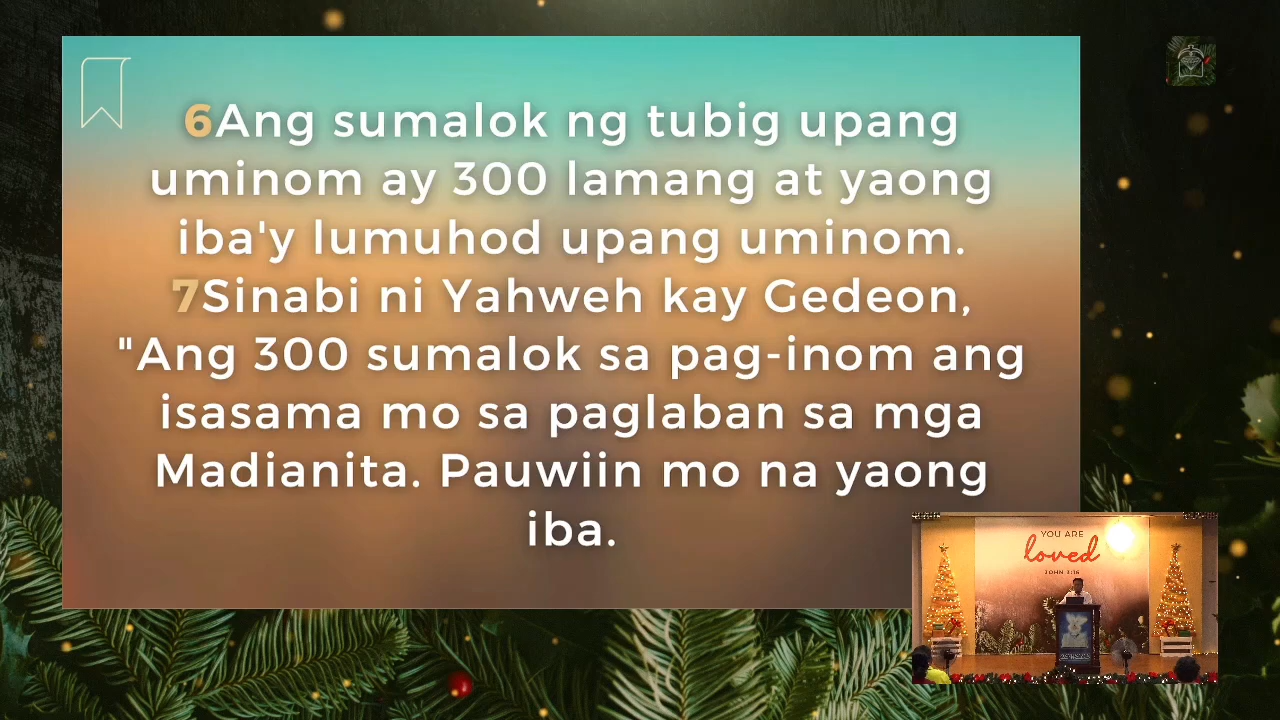 6Ang sumalok ng tubig upang
uminom ay 300 lamang at yaong
iba'y lumuhod upang uminom.
7Sinabi ni Yahweh kay Gedeon,
"Ang 300 sumalok sa pag-inom ang
isasama mo sa paglaban sa mga
Madianita. Pauwiin mo na yaong
iba.
YOU ARE
loved
JOHN 3:16